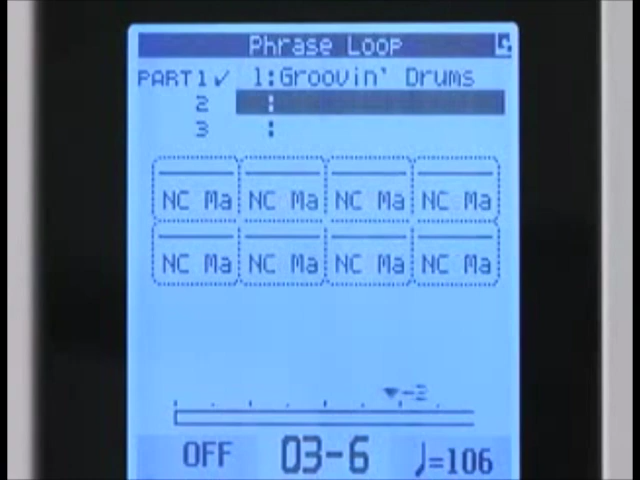 Phrase Loop
PART1✓ 1:Groovin' Drums
2 :
3 :
NC Ma NC Ma NC Ma NC Ma
NC Ma NC Ma NC Ma NC Ma
OFF 03-6 ♩=106